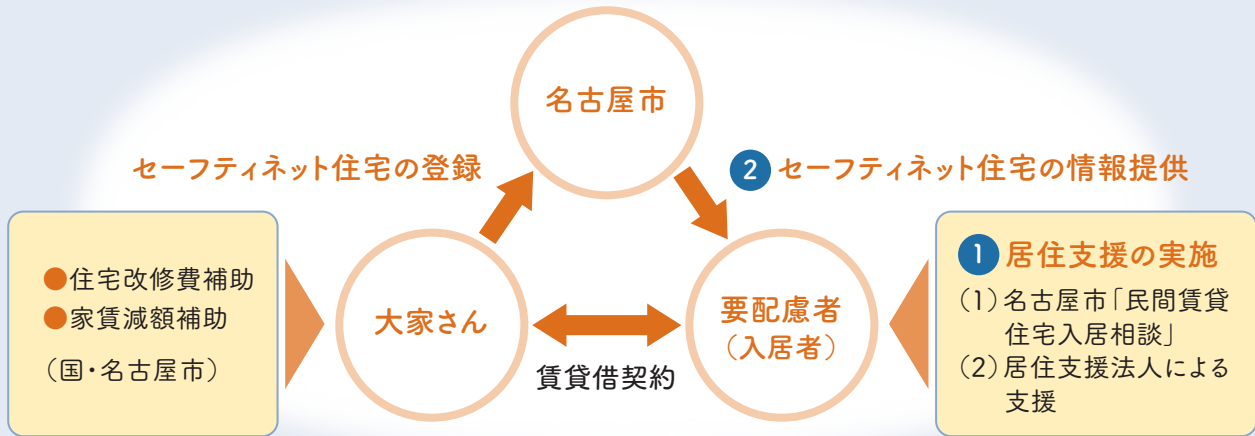 名古屋市
セーフティネット住宅の登録
2 セーフティネット住宅の情報提供
●住宅改修費補助
●家賃減額補助
（国・名古屋市）
大家さん
賃貸借契約
要配慮者
（入居者）
1 居住支援の実施
（1）名古屋市「民間賃貸
住宅入居相談」
（2）居住支援法人による
支援